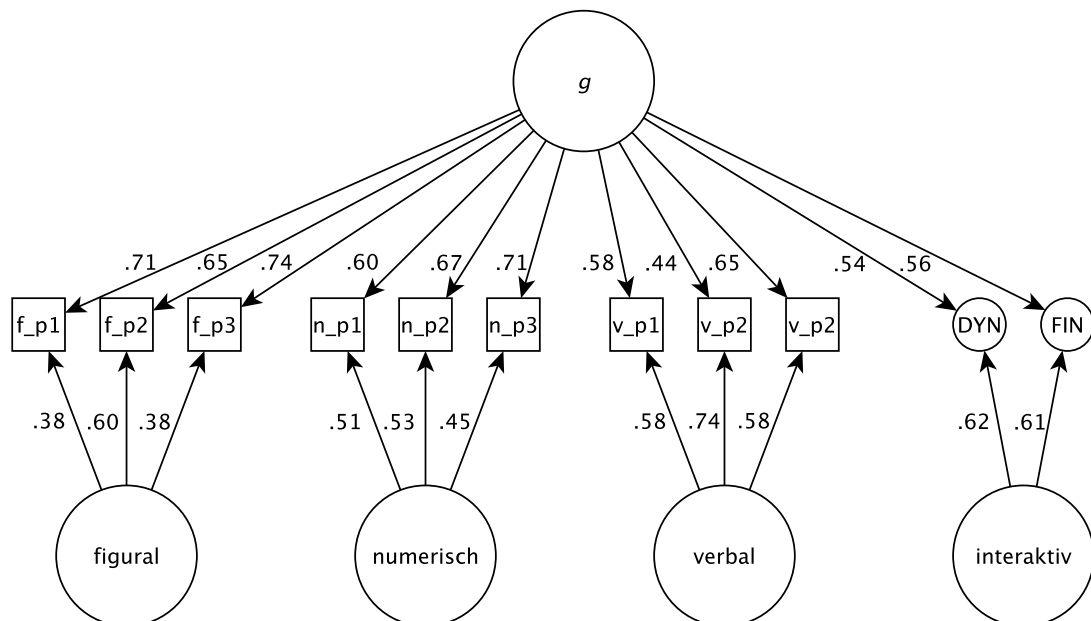 g
.71 .65 .74 .60 .67 .71 .58 .44 .65 .54 .56
f_p1 f_p2 f_p3 n_p1 n_p2 n_p3 v_p1 v_p2 v_p2 DYN FIN
.38 .60 .38 .51 .53 .45 .58 .74 .58 .62 .61
figural numerisch verbal interaktiv